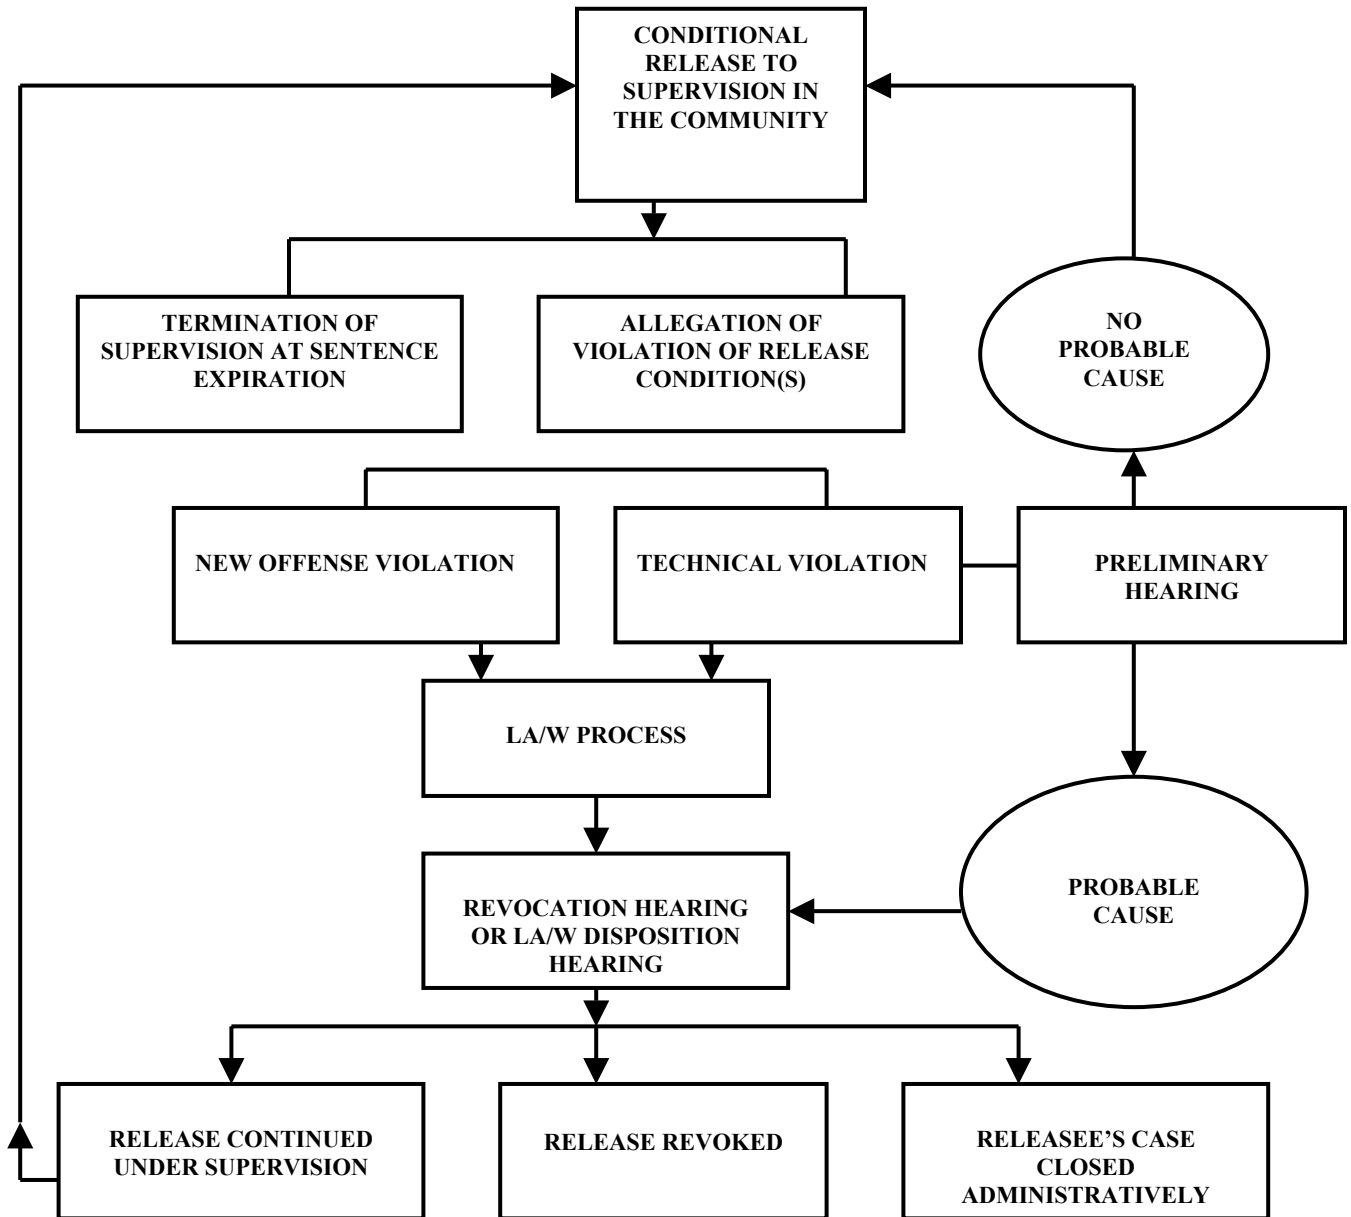 CONDITIONAL
RELEASE TO
SUPERVISION IN
THE COMMUNITY
TERMINATION OF
SUPERVISION AT SENTENCE
EXPIRATION
ALLEGATION OF
VIOLATION OF RELEASE
CONDITION(S)
NO
PROBABLE
CAUSE
NEW OFFENSE VIOLATION
TECHNICAL VIOLATION
PRELIMINARY
HEARING
LA/W PROCESS
REVOCATION HEARING
OR LA/W DISPOSITION
HEARING
PROBABLE
CAUSE
RELEASE CONTINUED
UNDER SUPERVISION
RELEASE REVOKED
RELEASEE’S CASE
CLOSED
ADMINISTRATIVELY